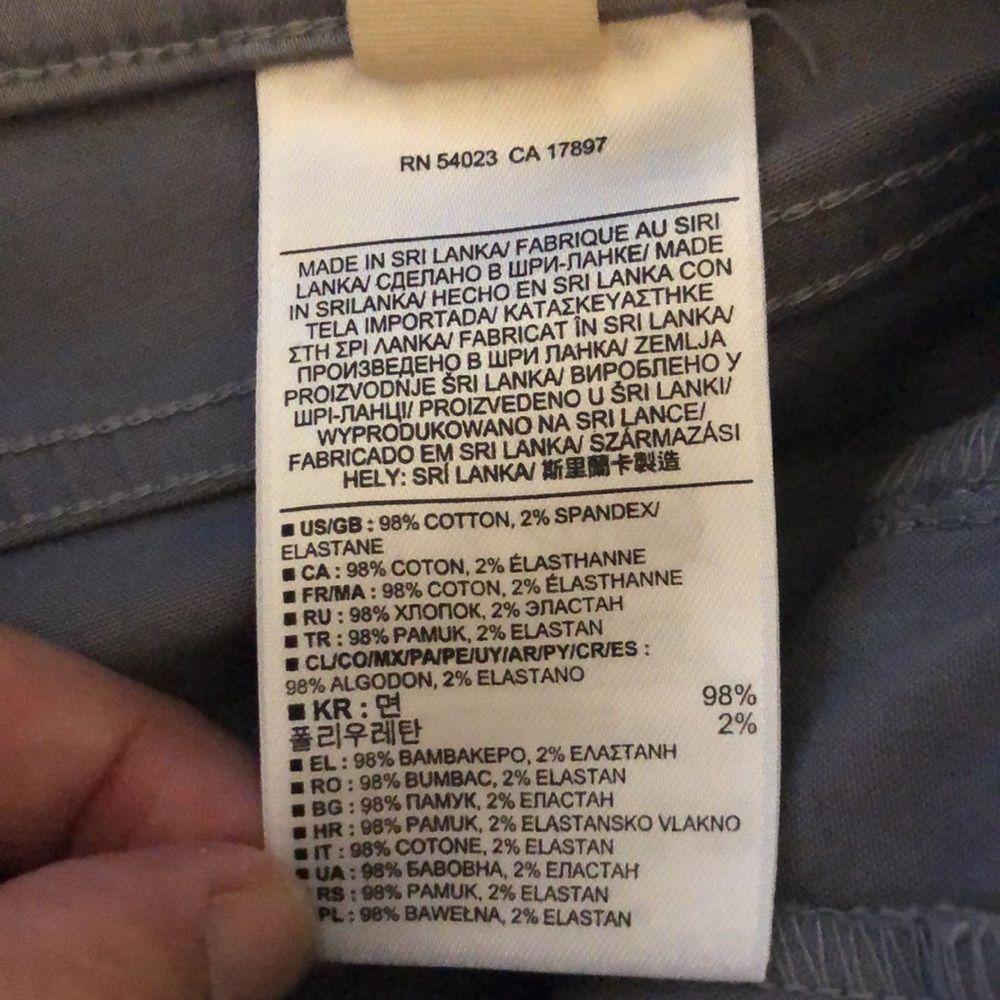 RN 54023 CA 17897
MADE IN SRI LANKA/ FABRIQUE AU SIRI
LANKA/ СДЕЛАНО В ШРИ-ЛАНКЕ/ MADE
IN SRILANKA/ HECHO EN SRI LANKA CON
TELA IMPORTADA/ ΚΑΤΑΣΚΕΥΑΣΤΗΚΕ
ΣΤΗ ΣΡΙ ΛΑΝΚΑ/ FABRICAT ÎN SRI LANKA/
ПРОИЗВЕДЕНО В ШРИ ЛАНКА/ ZEMLJA
PROIZVODNJE ŠRI LANKA/ ВИРОБЛЕНО У
ШРІ-ЛАНЦІ/ PROIZVEDENO U ŠRI LANKI/
WYPRODUKOWANO NA SRI LANCE/
FABRICADO EM SRI LANKA/ SZÁRMAZÁSI
HELY: SRÍ LANKA/ 斯里蘭卡製造
■ US/GB : 98% COTTON, 2% SPANDEX/
ELASTANE
■ CA : 98% COTON, 2% ÉLASTHANNE
■ FR/MA : 98% COTON, 2% ÉLASTHANNE
■ RU : 98% ХЛОПОК, 2% ЭЛАСТАН
■ TR : 98% PAMUK, 2% ELASTAN
■ CL/CO/MX/PA/PE/UY/AR/PY/CR/ES :
98% ALGODON, 2% ELASTANO
■ KR : 면 98%
폴리우레탄 2%
■ EL : 98% ΒΑΜΒΑΚΕΡΟ, 2% ΕΛΑΣΤΑΝΗ
■ RO : 98% BUMBAC, 2% ELASTAN
■ BG : 98% ПАМУК, 2% ЕЛАСТАН
■ HR : 98% PAMUK, 2% ELASTANSKO VLAKNO
■ IT : 98% COTONE, 2% ELASTAN
■ UA : 98% БАВОВНА, 2% ЕЛАСТАН
RS : 98% PAMUK, 2% ELASTAN
PL : 98% BAWEŁNA, 2% ELASTAN